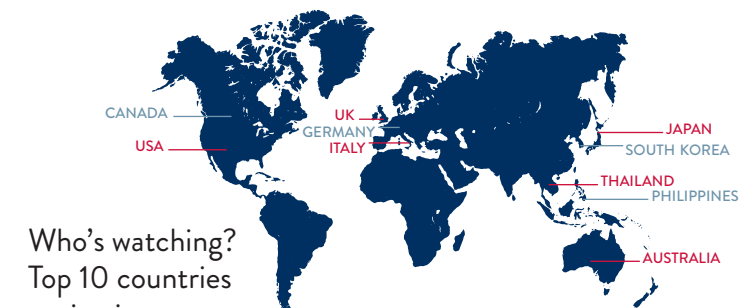 CANADA
USA
UK
GERMANY
ITALY
JAPAN
SOUTH KOREA
THAILAND
PHILIPPINES
AUSTRALIA
Who's watching?
Top 10 countries